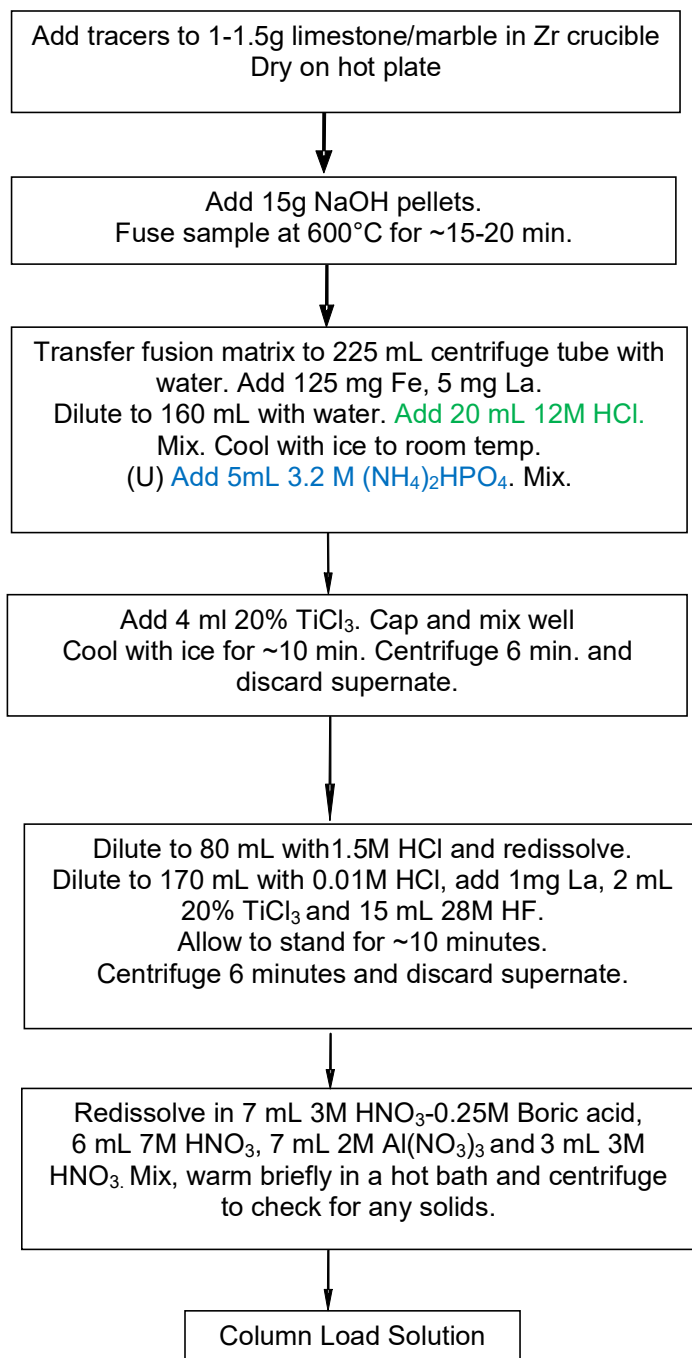 Add tracers to 1-1.5g limestone/marble in Zr crucible
Dry on hot plate
Add 15g NaOH pellets.
Fuse sample at 600°C for ~15-20 min.
Transfer fusion matrix to 225 mL centrifuge tube with
water. Add 125 mg Fe, 5 mg La.
Dilute to 160 mL with water. Add 20 mL 12M HCl.
Mix. Cool with ice to room temp.
(U) Add 5mL 3.2 M (NH₄)₂HPO₄. Mix.
Add 4 ml 20% TiCl₃. Cap and mix well
Cool with ice for ~10 min. Centrifuge 6 min. and
discard supernate.
Dilute to 80 mL with1.5M HCl and redissolve.
Dilute to 170 mL with 0.01M HCl, add 1mg La, 2 mL
20% TiCl₃ and 15 mL 28M HF.
Allow to stand for ~10 minutes.
Centrifuge 6 minutes and discard supernate.
Redissolve in 7 mL 3M HNO₃-0.25M Boric acid,
6 mL 7M HNO₃, 7 mL 2M Al(NO₃)₃ and 3 mL 3M
HNO₃. Mix, warm briefly in a hot bath and centrifuge
to check for any solids.
Column Load Solution